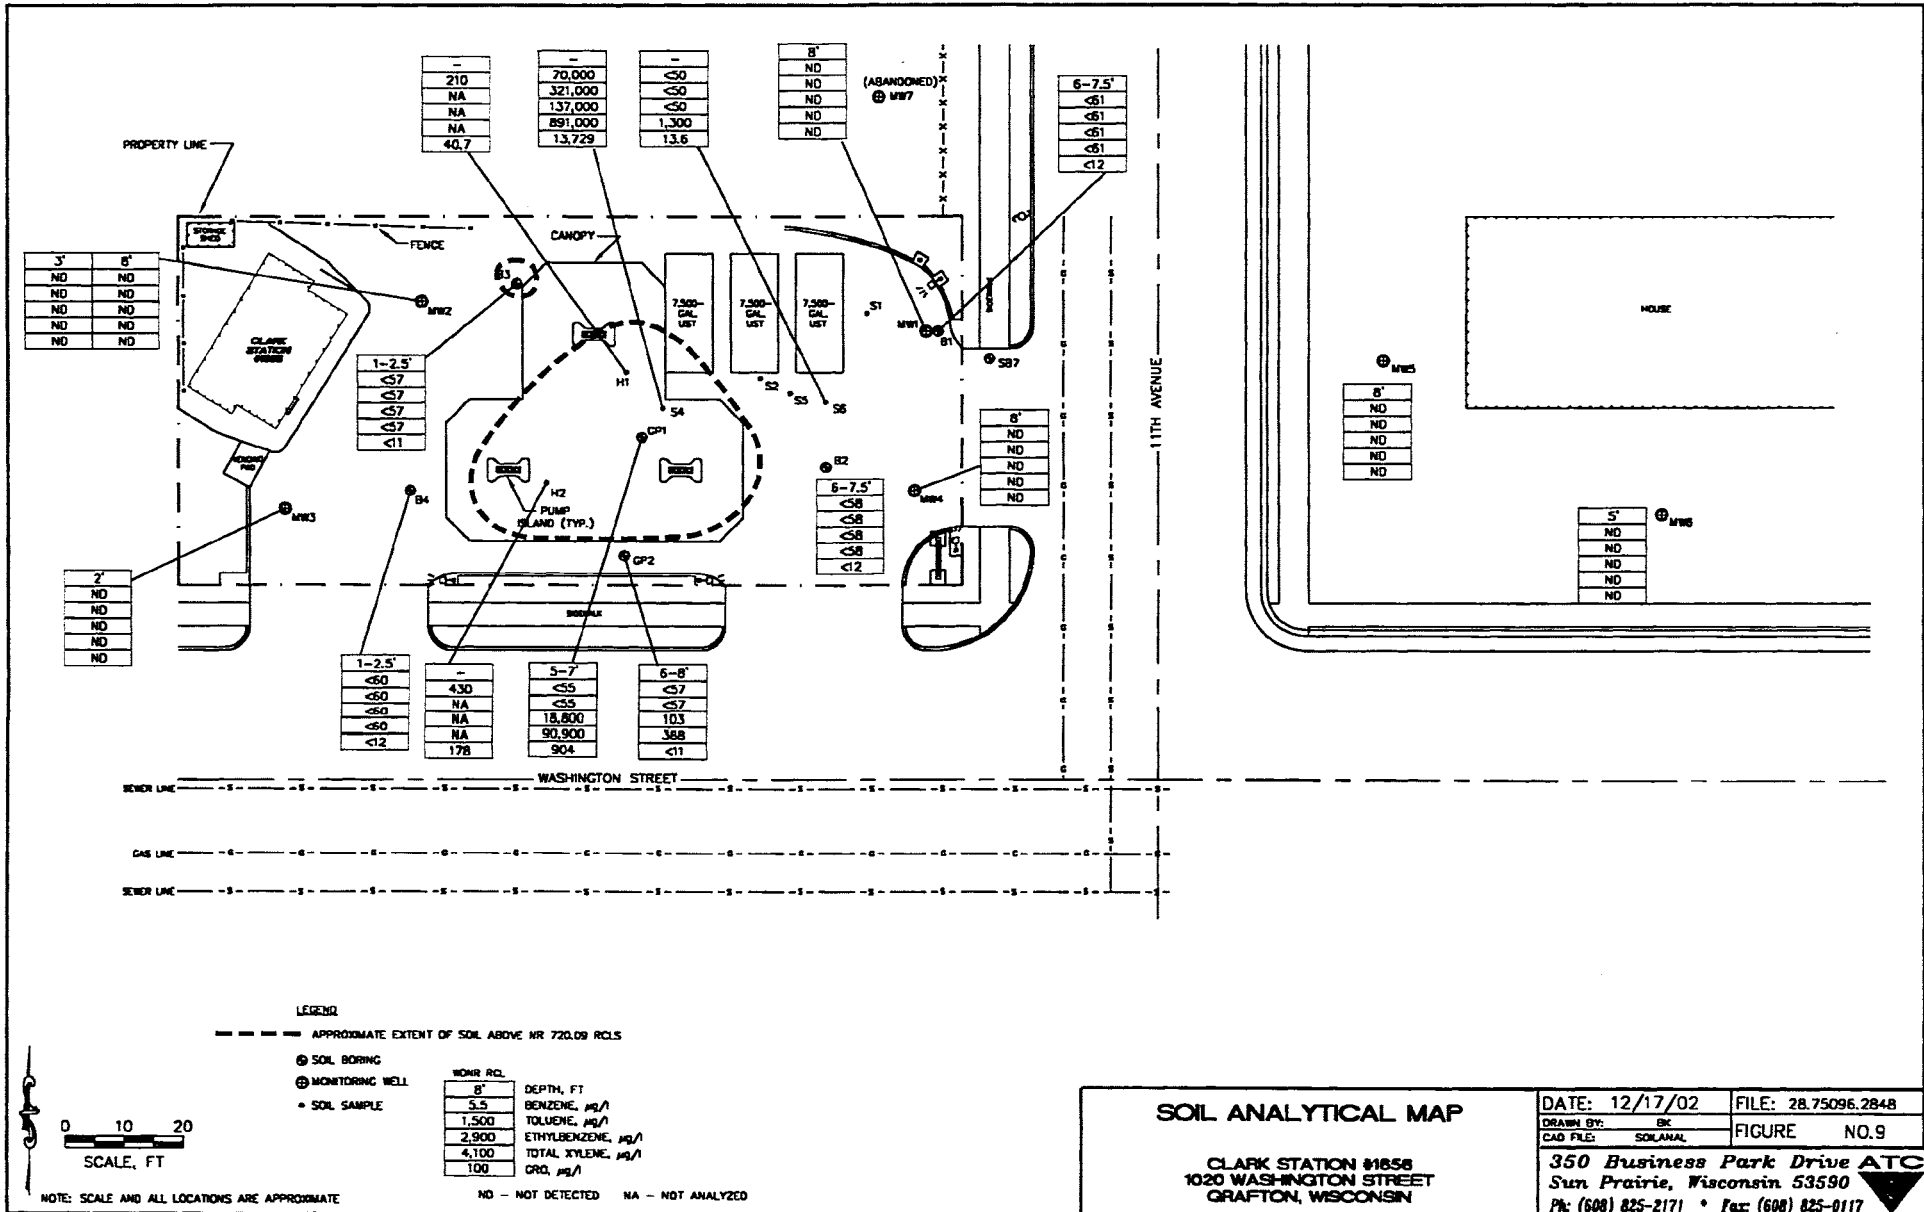 -
210
NA
NA
NA
40.7
-
70,000
321,000
137,000
891,000
13,729
-
<50
<50
<50
1,300
13.6
8'
ND
ND
ND
ND
ND
(ABANDONED)
MW7
6-7.5'
<61
<61
<61
<61
<12
PROPERTY LINE
STORAGE SHED
FENCE
CANOPY
3' 8'
ND ND
ND ND
ND ND
ND ND
ND ND
B3
MW2
CLARK
STATION
7,500-
GAL.
UST
7,500-
GAL.
UST
7,500-
GAL.
UST
S1
MW1
B1
SB7
SIDEWALK
HOUSE
11TH AVENUE
1-2.5'
<57
<57
<57
<57
<11
H1
S4
S5
S6
GP1
MW5
8'
ND
ND
ND
ND
ND
8'
ND
ND
ND
ND
ND
B2
6-7.5'
<58
<58
<58
<58
<12
MW4
MW3
B4
H2
PUMP
ISLAND (TYP.)
GP2
SIDEWALK
5'
ND
ND
ND
ND
ND
MW6
2'
ND
ND
ND
ND
ND
1-2.5'
<60
<60
<60
<60
<12
-
430
NA
NA
NA
178
5-7'
<55
<55
18,800
90,900
904
6-8'
<57
<57
103
388
<11
WASHINGTON STREET
SEWER LINE
GAS LINE
SEWER LINE
LEGEND
APPROXIMATE EXTENT OF SOIL ABOVE NR 720.09 RCLS
SOIL BORING
MONITORING WELL
SOIL SAMPLE
WDNR RCL
8' DEPTH, FT
5.5 BENZENE, µg/l
1,500 TOLUENE, µg/l
2,900 ETHYLBENZENE, µg/l
4,100 TOTAL XYLENE, µg/l
100 GRO, µg/l
ND - NOT DETECTED NA - NOT ANALYZED
0 10 20
SCALE, FT
NOTE: SCALE AND ALL LOCATIONS ARE APPROXIMATE
SOIL ANALYTICAL MAP
CLARK STATION #1656
1020 WASHINGTON STREET
GRAFTON, WISCONSIN
DATE: 12/17/02
FILE: 28.75096.2848
DRAWN BY: BK
CAD FILE: SOILANAL
FIGURE NO.9
350 Business Park Drive
Sun Prairie, Wisconsin 53590
Ph: (608) 825-2171 * Fax: (608) 825-0117
ATC